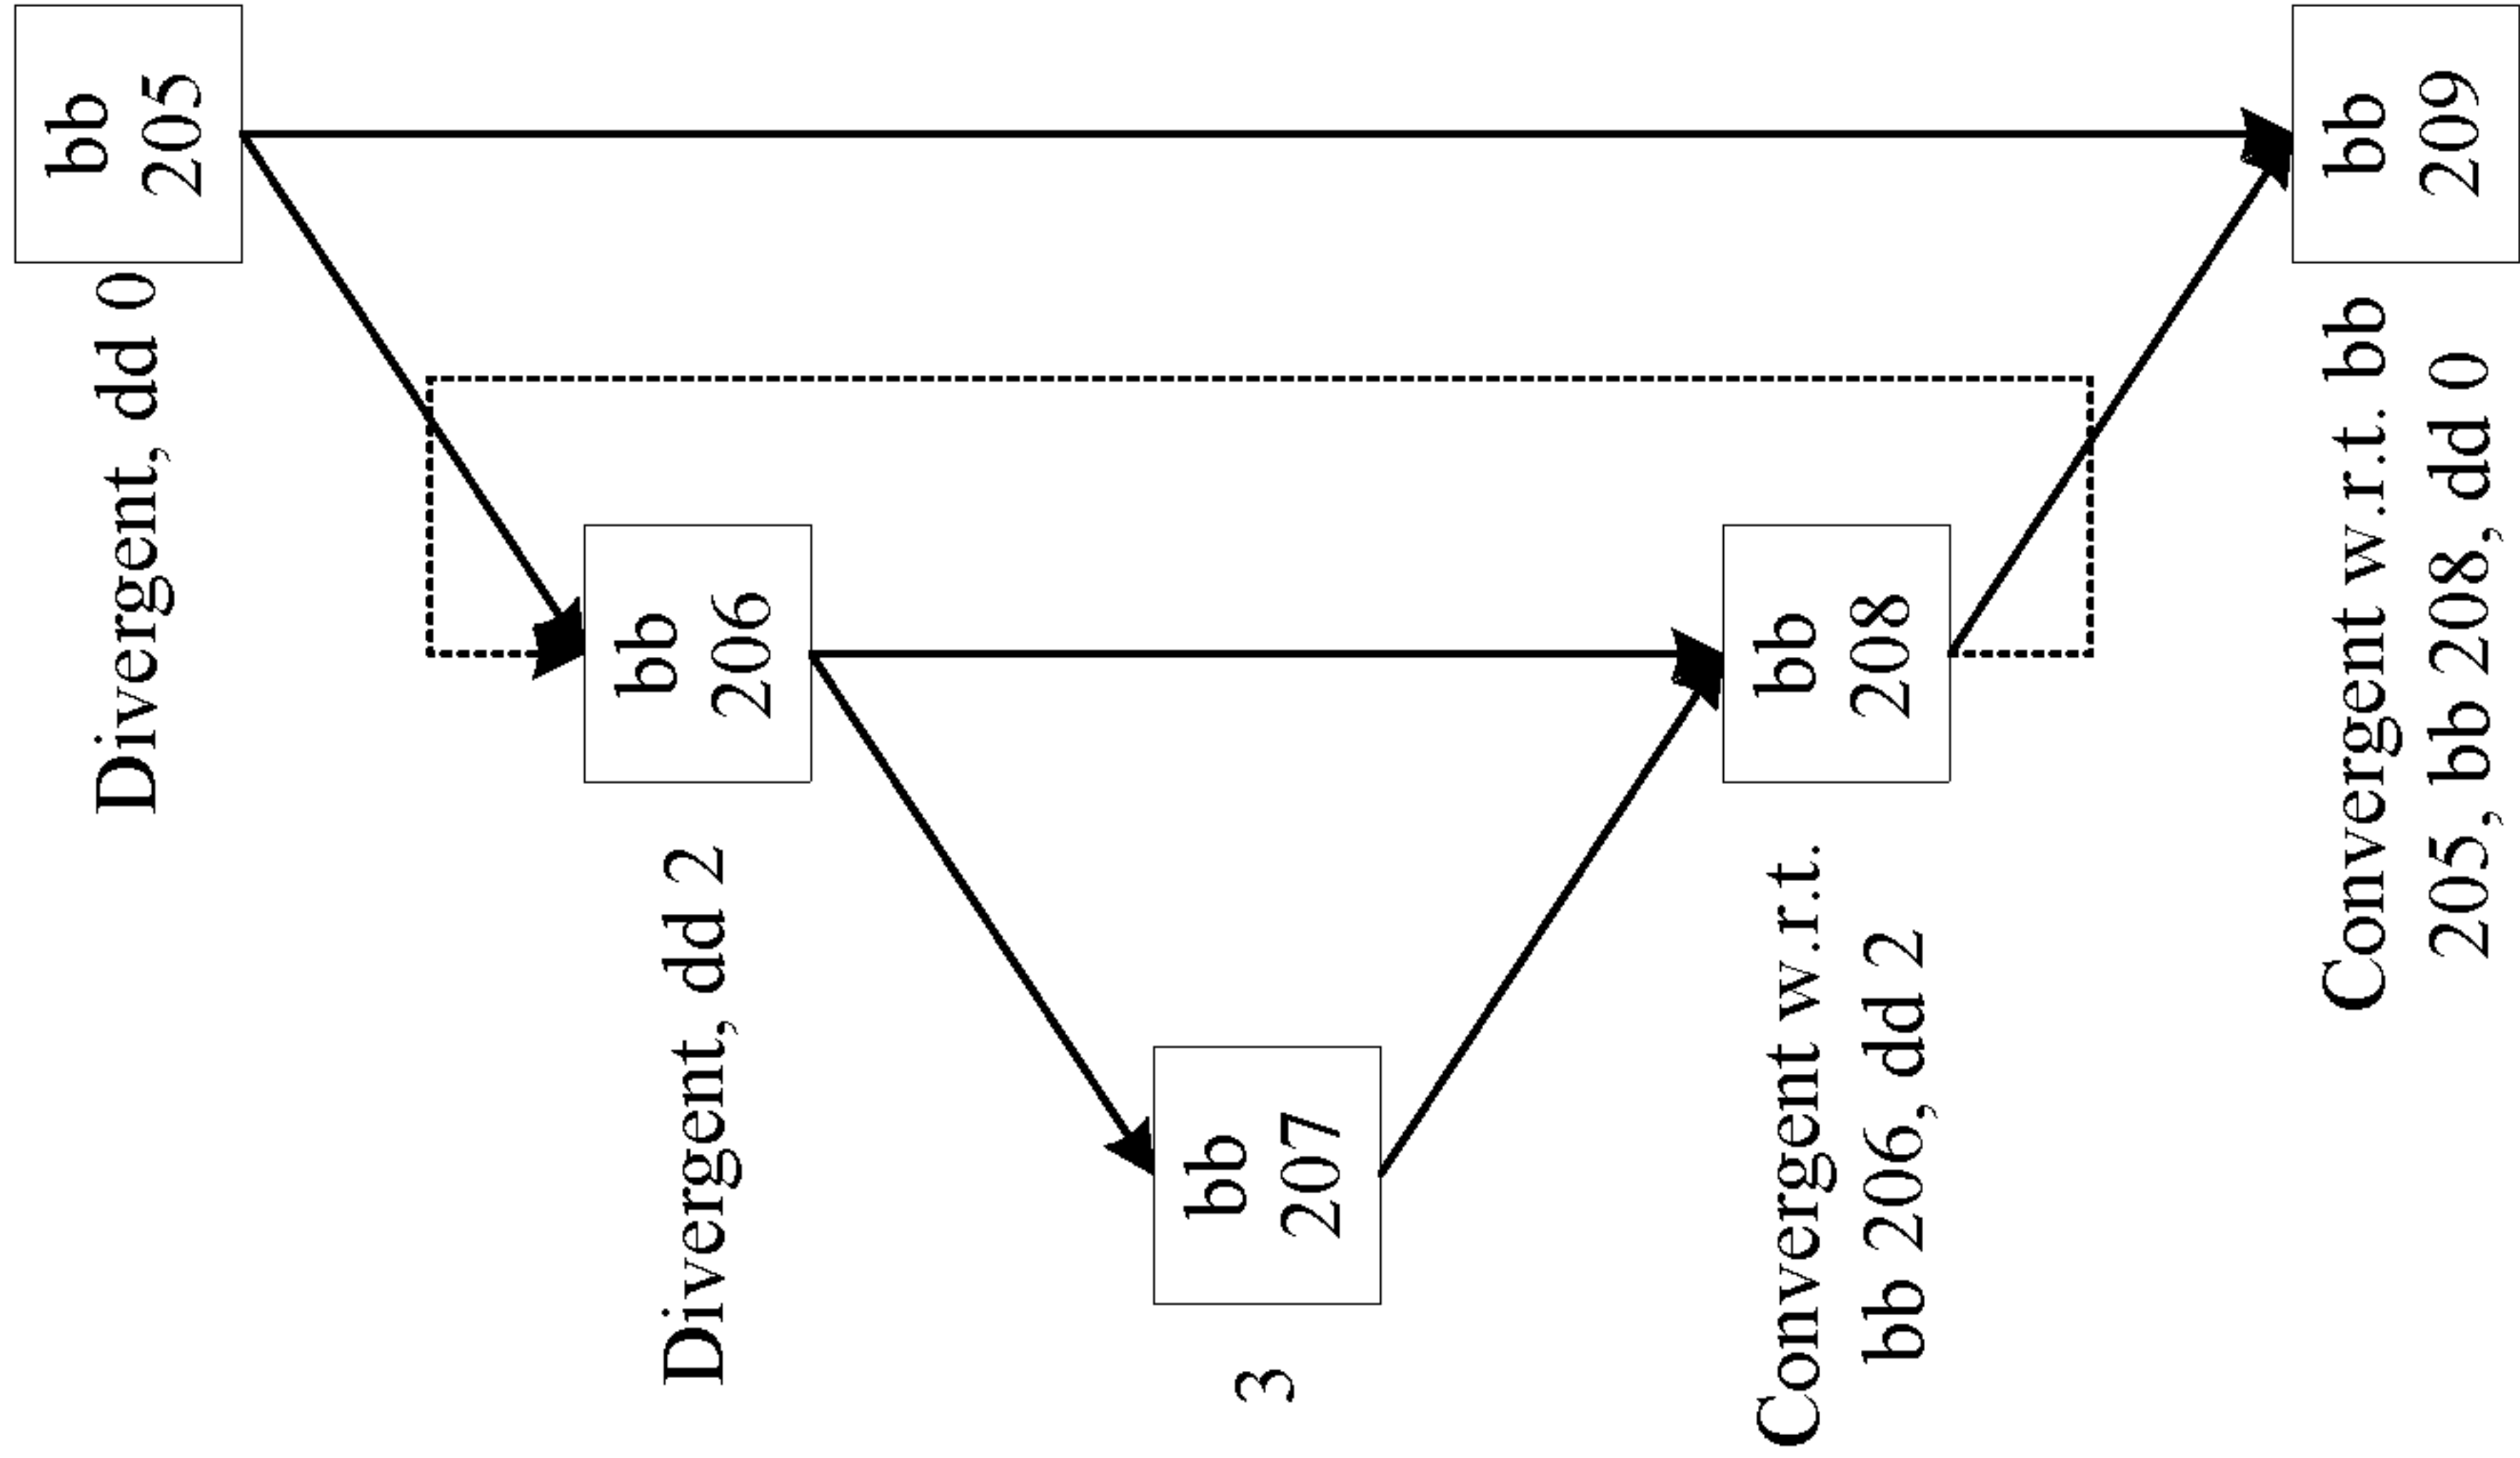 bb
205
Divergent, dd 0
bb
206
Divergent, dd 2
bb
207
3
bb
208
Convergent w.r.t.
bb 206, dd 2
bb
209
Convergent w.r.t. bb
205, bb 208, dd 0